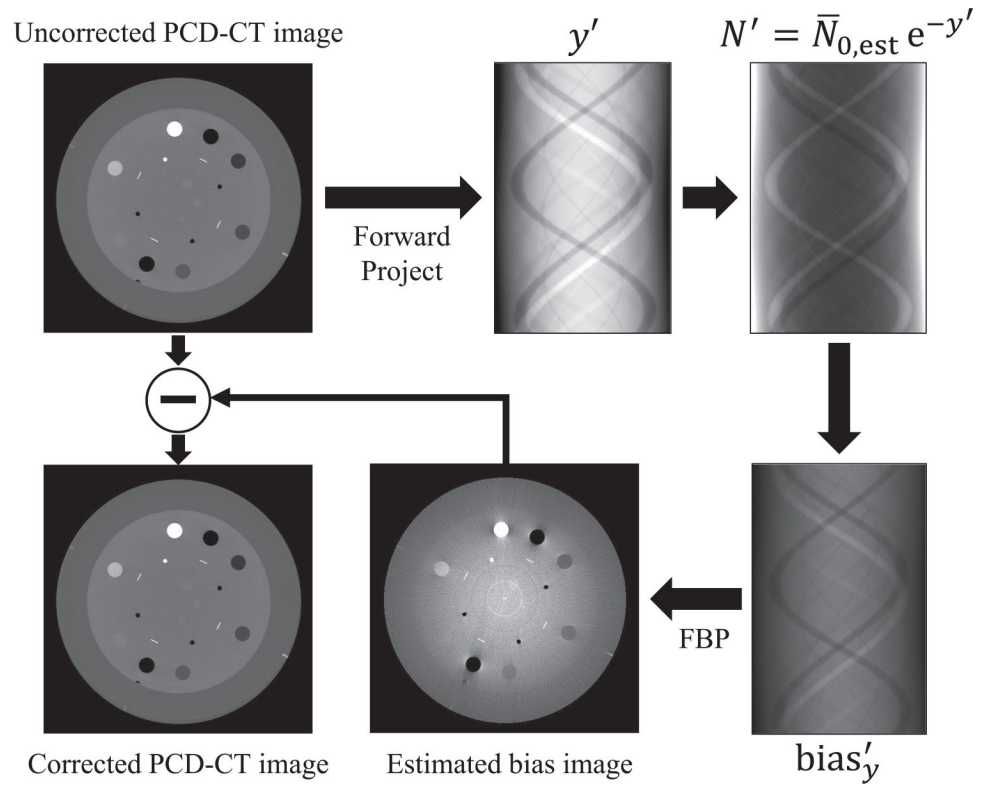 Uncorrected PCD-CT image
y′
N′ = N̅₀,est e^−y′
Forward
Project
FBP
Corrected PCD-CT image
Estimated bias image
bias′y